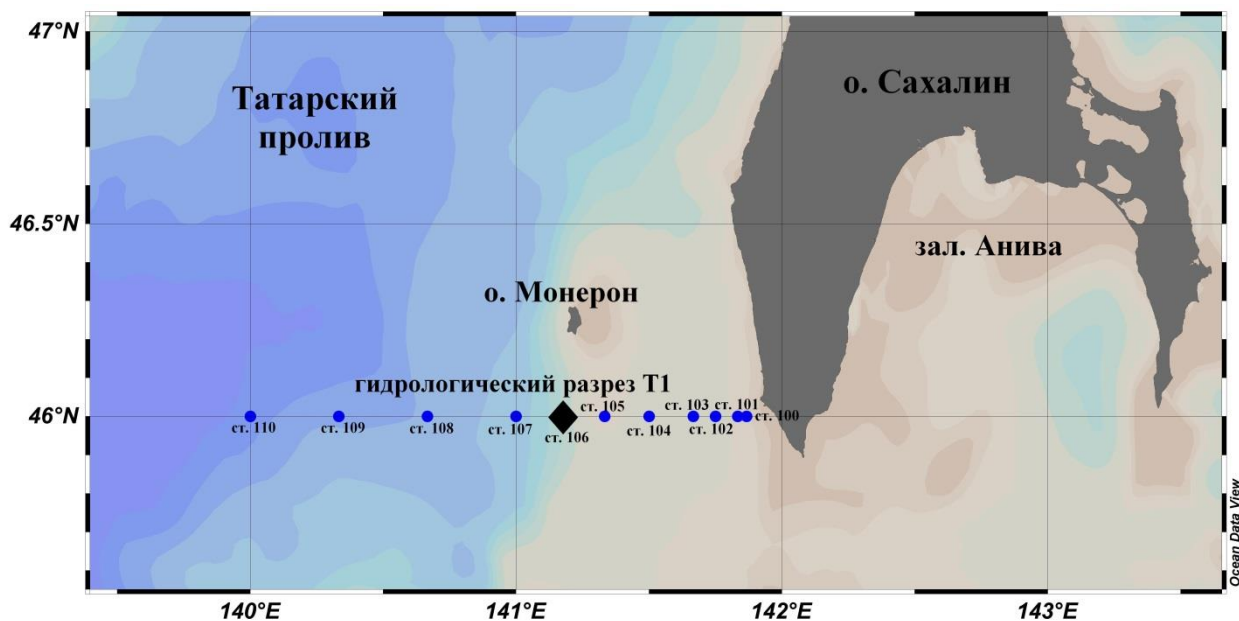 47°N
Татарский
пролив
о. Сахалин
46.5°N
зал. Анива
о. Монерон
гидрологический разрез Т1
46°N
ст. 105
ст. 103
ст. 101
ст. 100
ст. 110
ст. 109
ст. 108
ст. 107
ст. 106
ст. 104
ст. 102
140°E
141°E
142°E
143°E
Ocean Data View